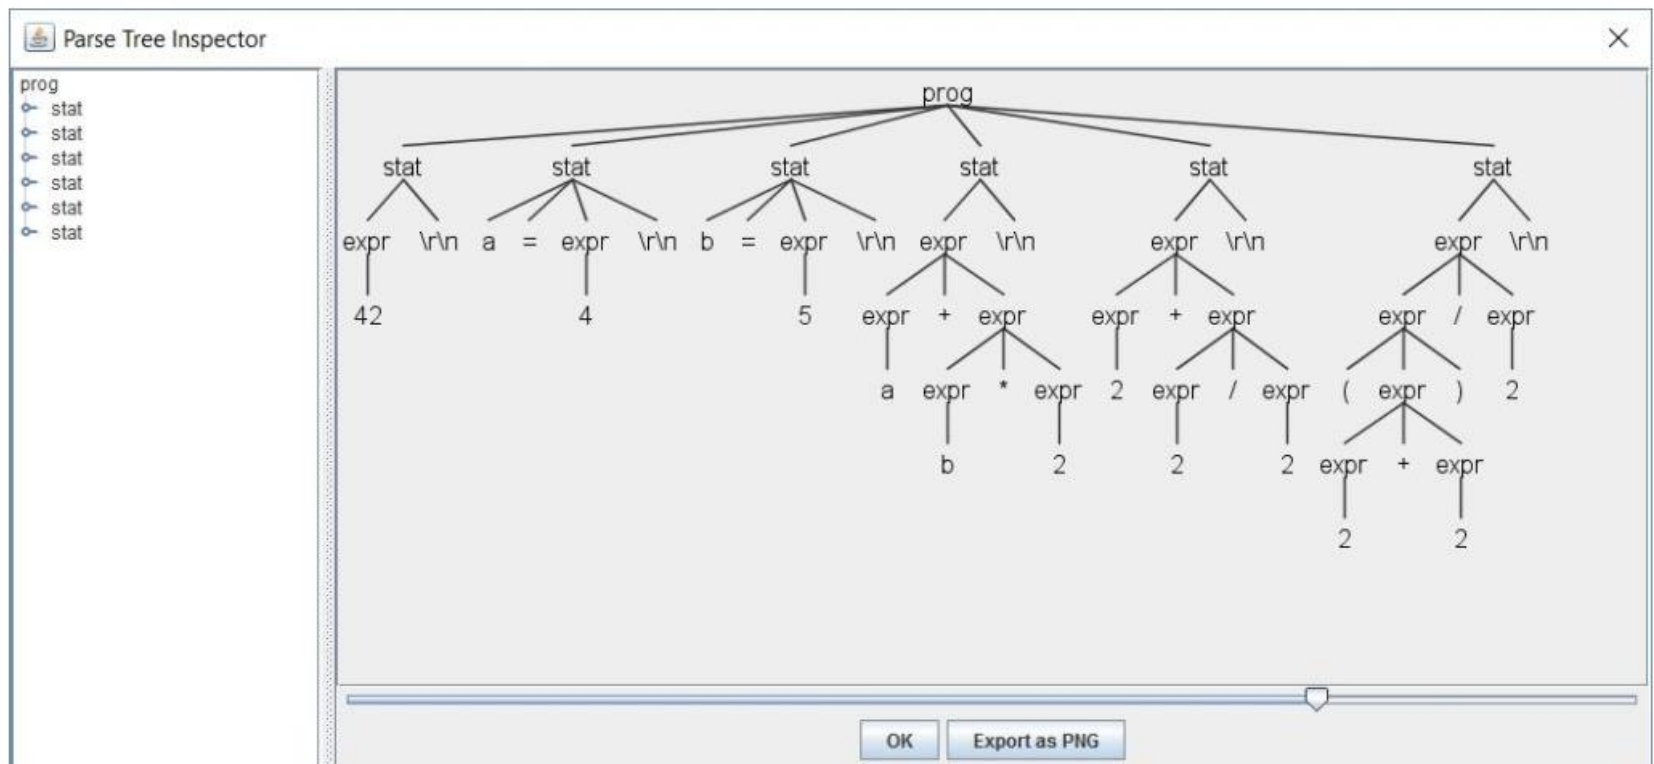 Parse Tree Inspector
prog
stat
stat
stat
stat
stat
stat
prog
stat stat stat stat stat stat
expr \r\n a = expr \r\n b = expr \r\n expr \r\n expr \r\n expr \r\n
42 4 5 expr + expr expr + expr expr / expr
a expr * expr 2 expr / expr ( expr ) 2
b 2 2 2 expr + expr
2 2
OK Export as PNG